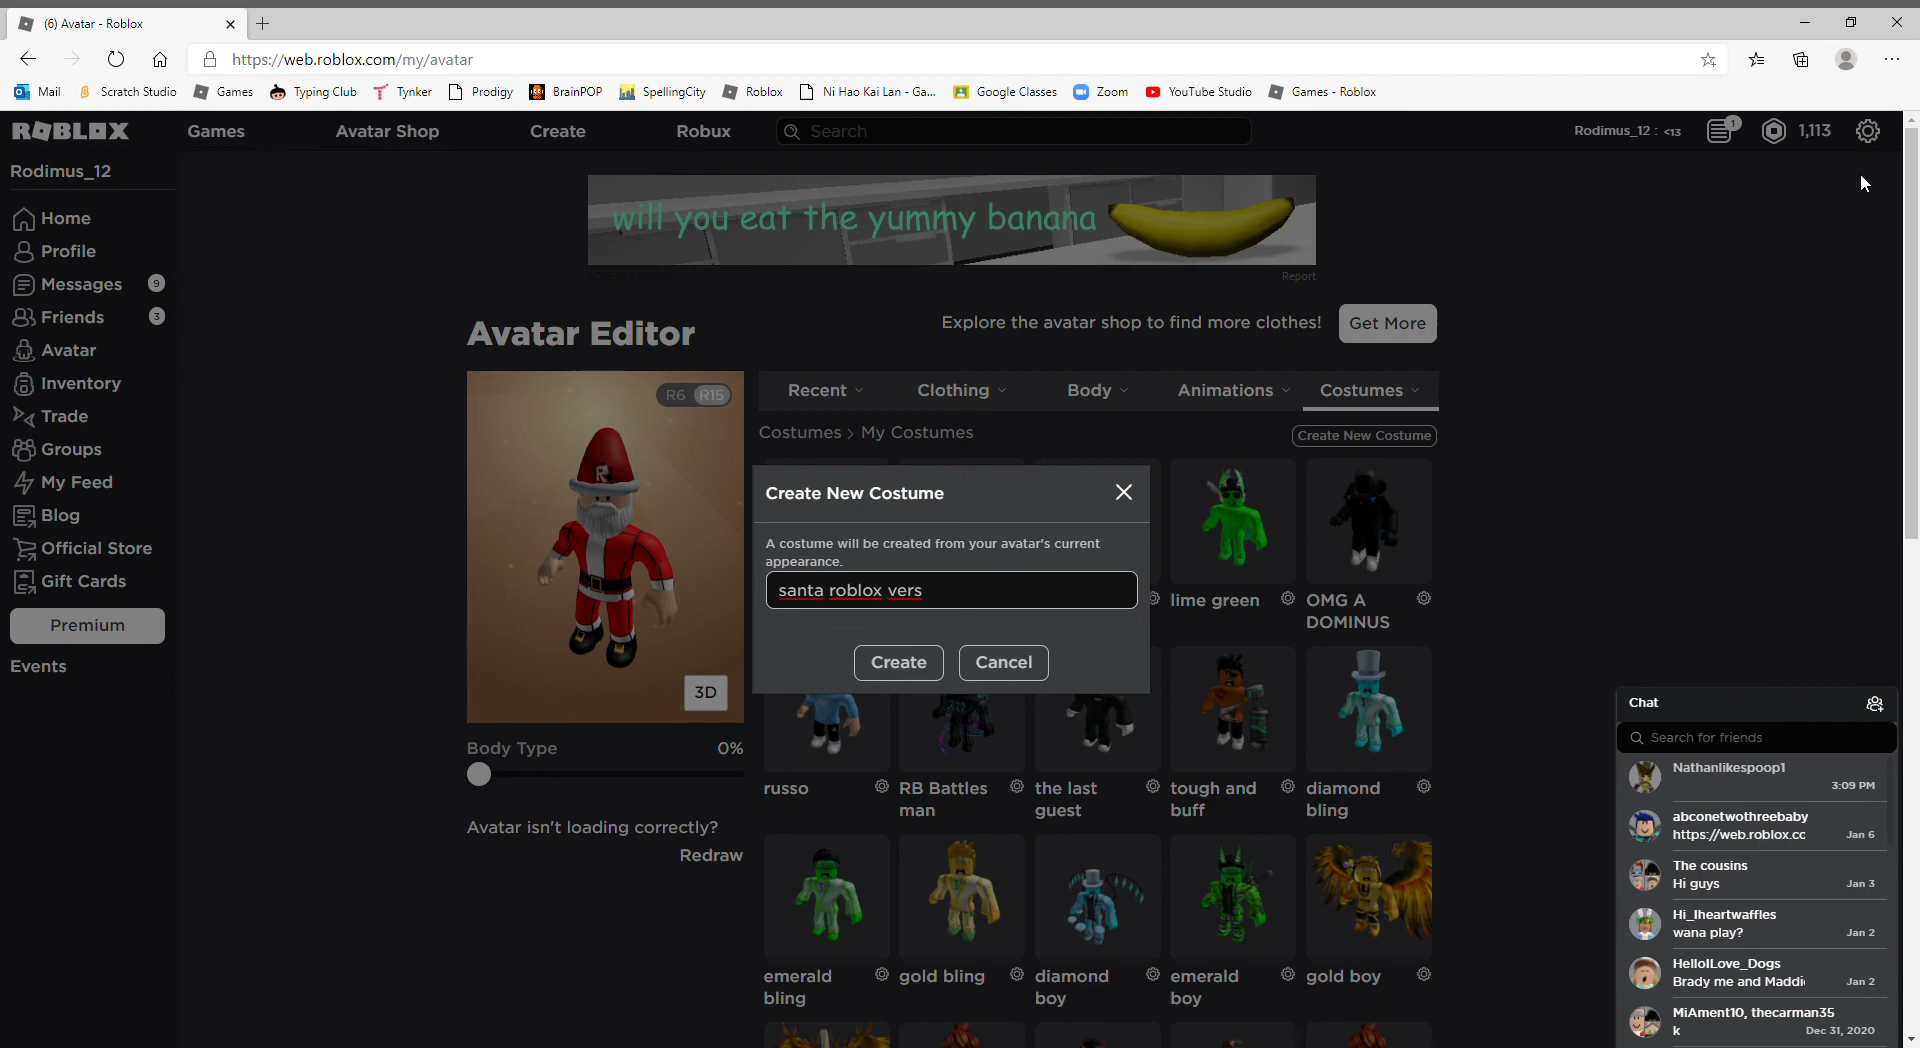 (6) Avatar - Roblox
https://web.roblox.com/my/avatar
Mail
Scratch Studio
Games
Typing Club
Tynker
Prodigy
BrainPOP
SpellingCity
Roblox
Ni Hao Kai Lan - Ga...
Google Classes
Zoom
YouTube Studio
Games - Roblox
ROBLOX
Games
Avatar Shop
Create
Robux
Search
Rodimus_12 : <13
1
1,113
Rodimus_12
Home
Profile
Messages 9
Friends 3
Avatar
Inventory
Trade
Groups
My Feed
Blog
Official Store
Gift Cards
Premium
Events
will you eat the yummy banana
Report
Avatar Editor
Explore the avatar shop to find more clothes!
Get More
R6 R15
3D
Body Type 0%
Avatar isn't loading correctly?
Redraw
Recent
Clothing
Body
Animations
Costumes
Costumes > My Costumes
Create New Costume
Create New Costume
A costume will be created from your avatar's current
appearance.
santa roblox vers
Create
Cancel
lime green
OMG A
DOMINUS
russo
RB Battles
man
the last
guest
tough and
buff
diamond
bling
emerald
bling
gold bling
diamond
boy
emerald
boy
gold boy
Chat
Search for friends
Nathanlikespoop1
3:09 PM
abconetwothreebaby
https://web.roblox.cc Jan 6
The cousins
Hi guys Jan 3
Hi_Iheartwaffles
wana play? Jan 2
HelloILove_Dogs
Brady me and Maddi Jan 2
MiAment10, thecarman35
k Dec 31, 2020